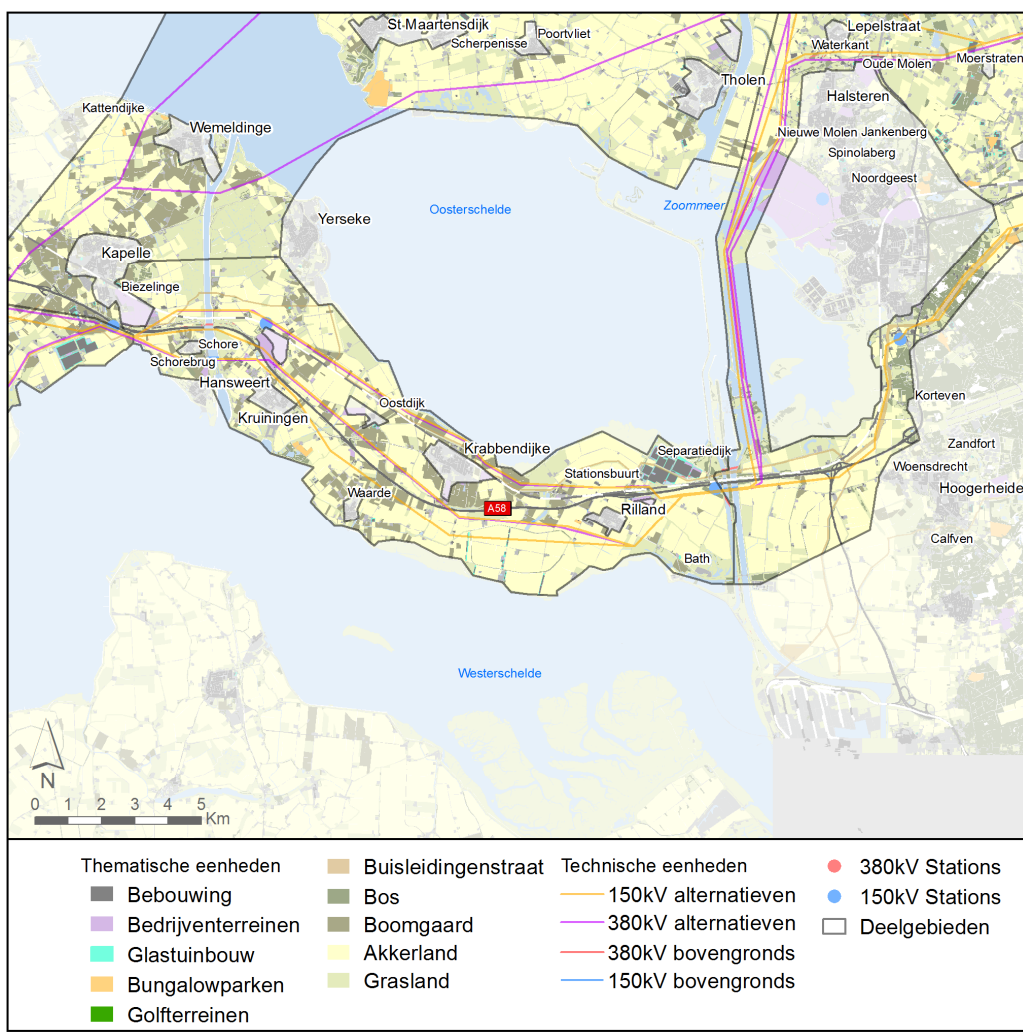 St Maartensdijk
Scherpenisse
Poortvliet
Lepelstraat
Waterkant
Oude Molen
Moerstraten
Tholen
Halsteren
Kattendijke
Wemeldinge
Nieuwe Molen
Jankenberg
Spinolaberg
Noordgeest
Yerseke
Oosterschelde
Zoommeer
Kapelle
Biezelinge
Schore
Schorebrug
Hansweert
Kruiningen
Oostdijk
Korteven
Krabbendijke
Separatiedijk
Zandfort
Stationsbuurt
Woensdrecht
Hoogerheide
Waarde
A58
Rilland
Calfven
Bath
Westerschelde
N
0 1 2 3 4 5
Km
Thematische eenheden
Bebouwing
Bedrijventerreinen
Glastuinbouw
Bungalowparken
Golfterreinen
Buisleidingenstraat
Bos
Boomgaard
Akkerland
Grasland
Technische eenheden
150kV alternatieven
380kV alternatieven
380kV bovengronds
150kV bovengronds
380kV Stations
150kV Stations
Deelgebieden